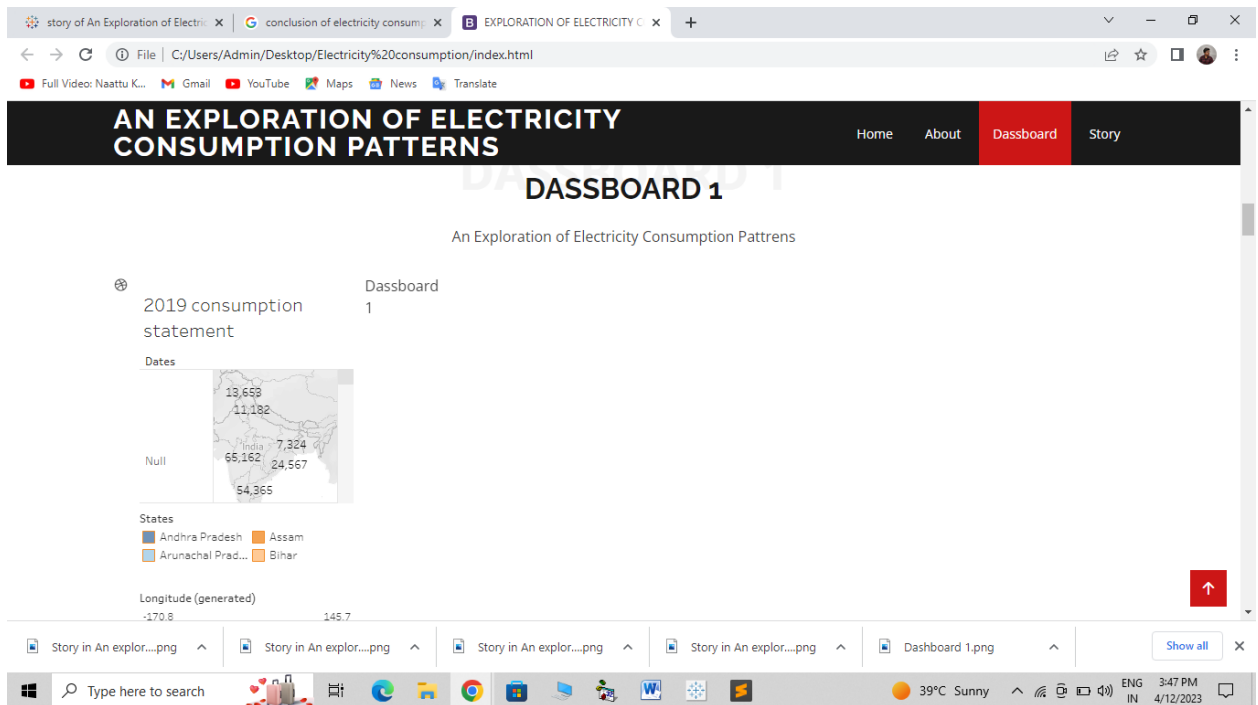 story of An Exploration of Electric
conclusion of electricity consump
EXPLORATION OF ELECTRICITY G
File | C:/Users/Admin/Desktop/Electricity%20consumption/index.html
Full Video: Naattu K...
Gmail
YouTube
Maps
News
Translate
AN EXPLORATION OF ELECTRICITY
CONSUMPTION PATTERNS
Home
About
Dassboard
Story
DASSBOARD 1
DASSBOARD 1
An Exploration of Electricity Consumption Pattrens
2019 consumption
statement
Dassboard
1
Dates
13,653
11,182
India
7,324
65,162
24,567
54,365
Null
States
Andhra Pradesh
Assam
Arunachal Prad...
Bihar
Longitude (generated)
-170.8
145.7
Story in An explor....png
Story in An explor....png
Story in An explor....png
Story in An explor....png
Dashboard 1.png
Show all
Type here to search
39°C Sunny
ENG
IN
3:47 PM
4/12/2023